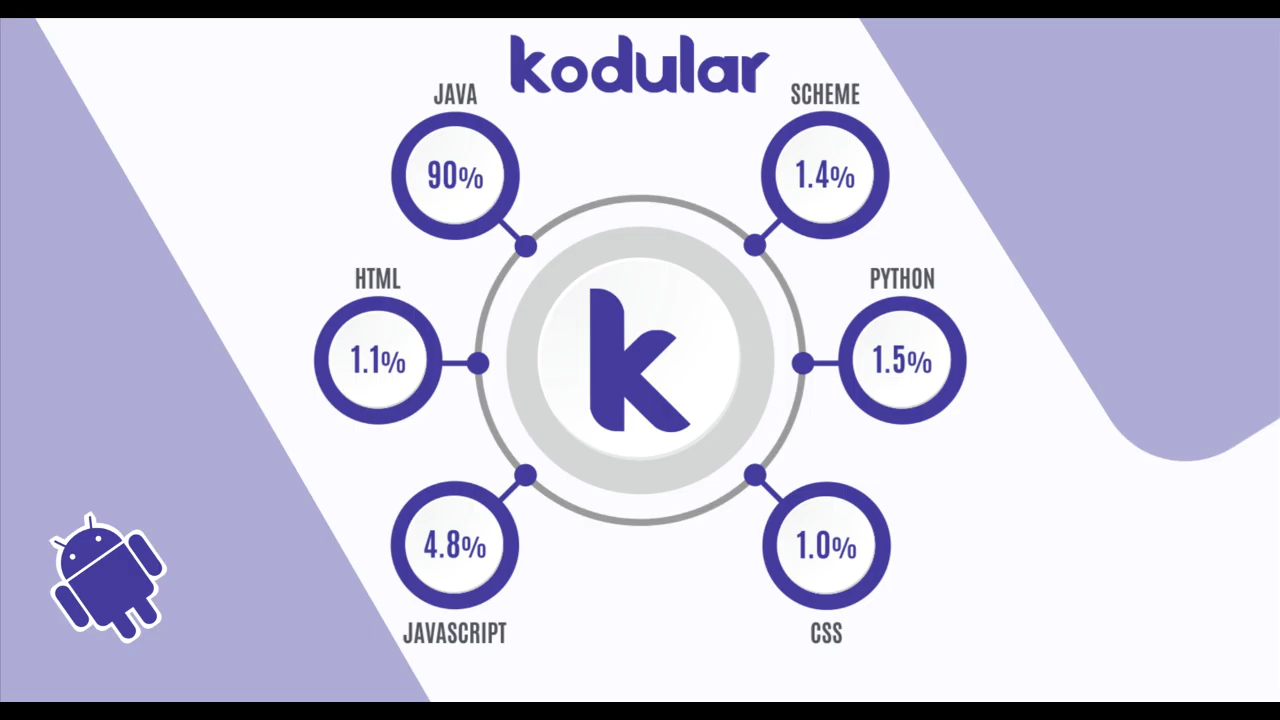 kodular
JAVA
90%
SCHEME
1.4%
HTML
1.1%
PYTHON
1.5%
k
4.8%
JAVASCRIPT
1.0%
CSS